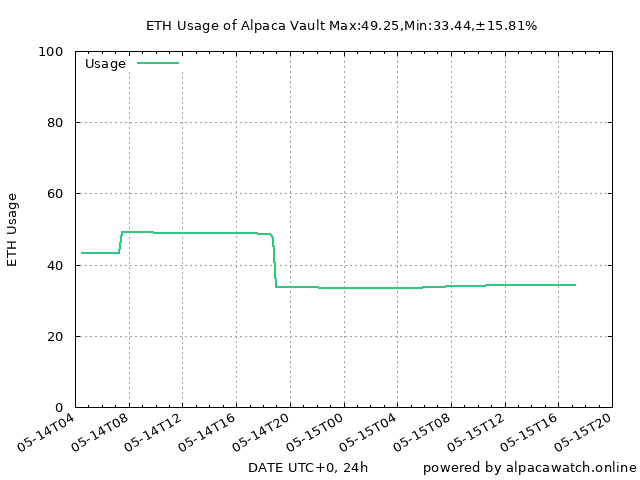 ETH Usage of Alpaca Vault Max:49.25,Min:33.44,±15.81%
Usage
100
80
60
40
20
0
ETH Usage
05-14T04
05-14T08
05-14T12
05-14T16
05-14T20
05-15T00
05-15T04
05-15T08
05-15T12
05-15T16
05-15T20
DATE UTC+0, 24h
powered by alpacawatch.online